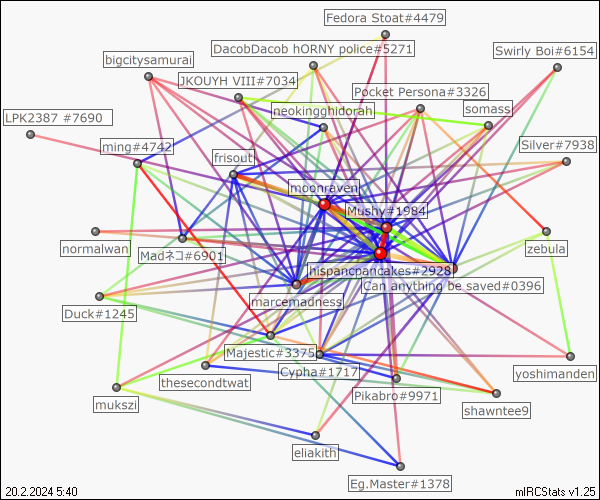 Fedora Stoat#4479
DacobDacob hORNY police#5271
Swirly Boi#6154
bigcitysamurai
JKOUYH VIII#7034
Pocket Persona#3326
neokingghidorah
somass
LPK2387 #7690
ming#4742
Silver#7938
frisout
moonraven
Mushy#1984
normalwan
Madネコ#6901
zebula
hispancpancakes#2928
Can anything be saved#0396
marcemadness
Duck#1245
Majestic#3375
Cypha#1717
yoshimanden
thesecondtwat
Pikabro#9971
mukszi
shawntee9
eliakith
Eg.Master#1378
20.2.2024 5:40
mIRCStats v1.25